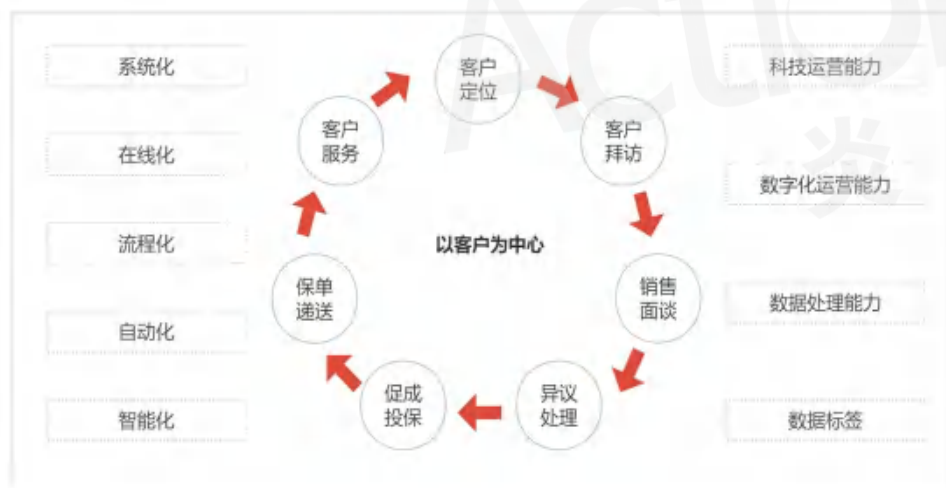 系统化
在线化
流程化
自动化
智能化
客户
定位
客户
拜访
销售
面谈
异议
处理
促成
投保
保单
递送
客户
服务
以客户为中心
科技运营能力
数字化运营能力
数据处理能力
数据标签